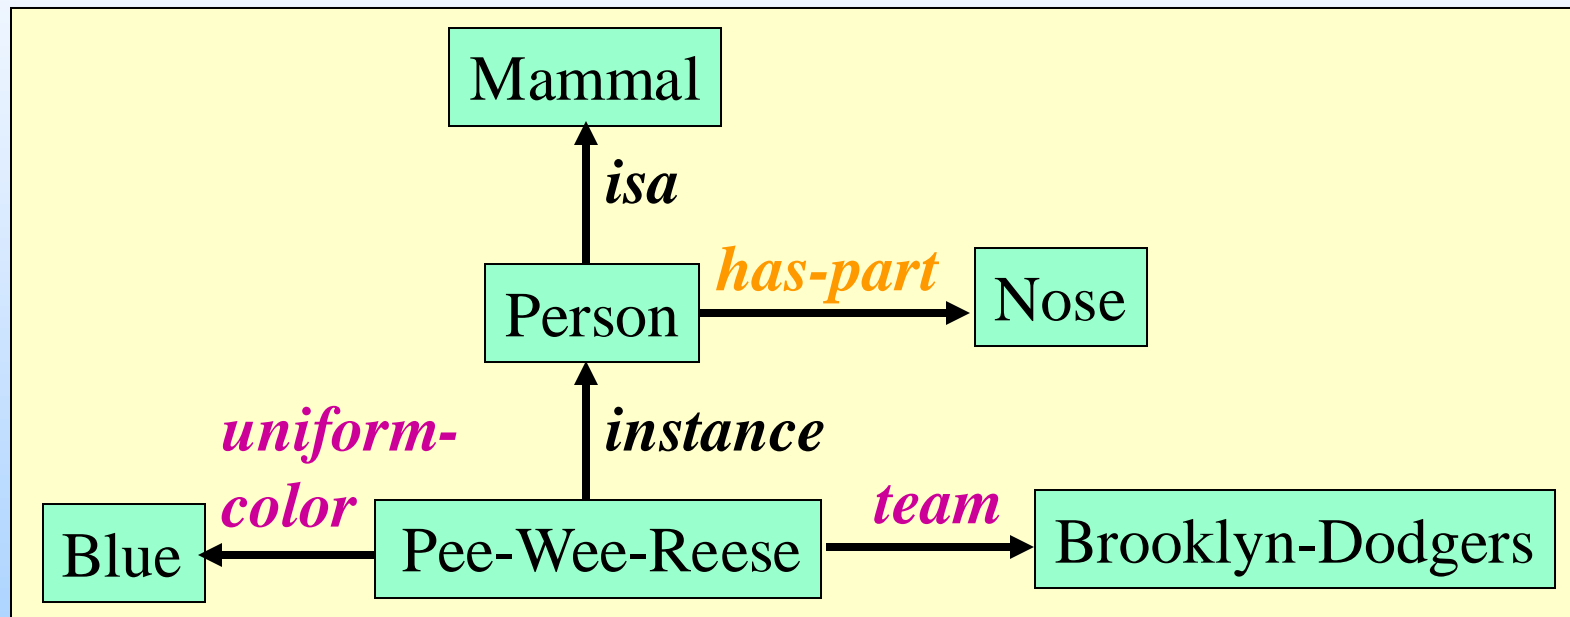 Mammal
isa
has-part
Nose
Person
uniform-
color
instance
team
Blue
Pee-Wee-Reese
Brooklyn-Dodgers